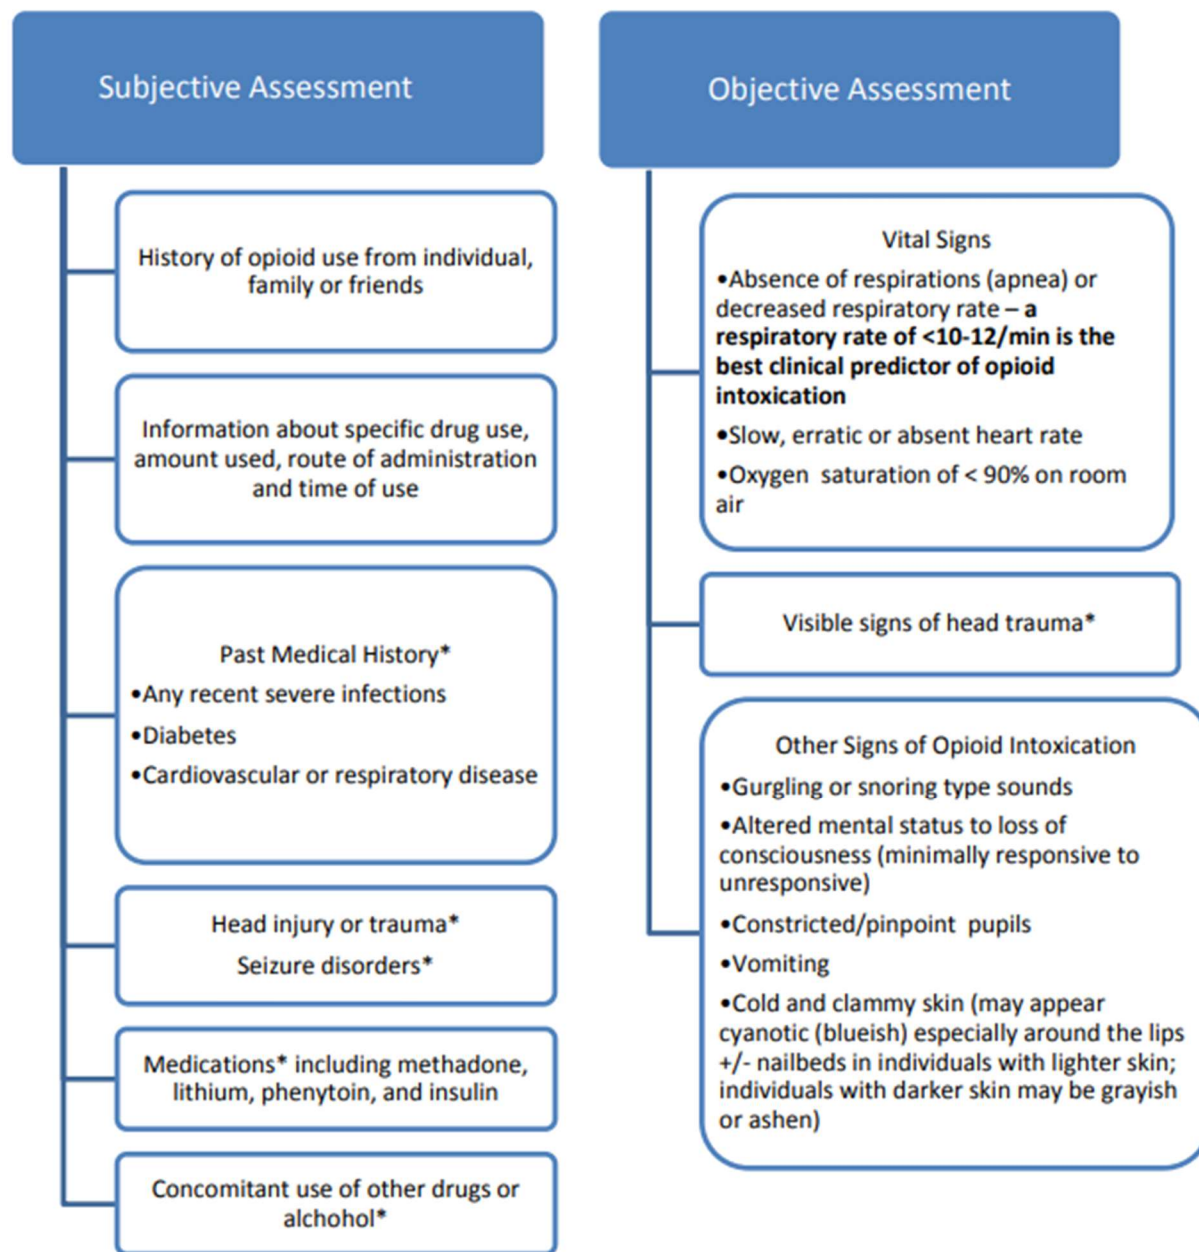 Subjective Assessment
History of opioid use from individual,
family or friends
Information about specific drug use,
amount used, route of administration
and time of use
Past Medical History*
•Any recent severe infections
•Diabetes
•Cardiovascular or respiratory disease
Head injury or trauma*
Seizure disorders*
Medications* including methadone,
lithium, phenytoin, and insulin
Concomitant use of other drugs or
alchohol*
Objective Assessment
Vital Signs
•Absence of respirations (apnea) or
decreased respiratory rate – a
respiratory rate of <10-12/min is the
best clinical predictor of opioid
intoxication
•Slow, erratic or absent heart rate
•Oxygen saturation of < 90% on room
air
Visible signs of head trauma*
Other Signs of Opioid Intoxication
•Gurgling or snoring type sounds
•Altered mental status to loss of
consciousness (minimally responsive to
unresponsive)
•Constricted/pinpoint pupils
•Vomiting
•Cold and clammy skin (may appear
cyanotic (blueish) especially around the lips
+/- nailbeds in individuals with lighter skin;
individuals with darker skin may be grayish
or ashen)